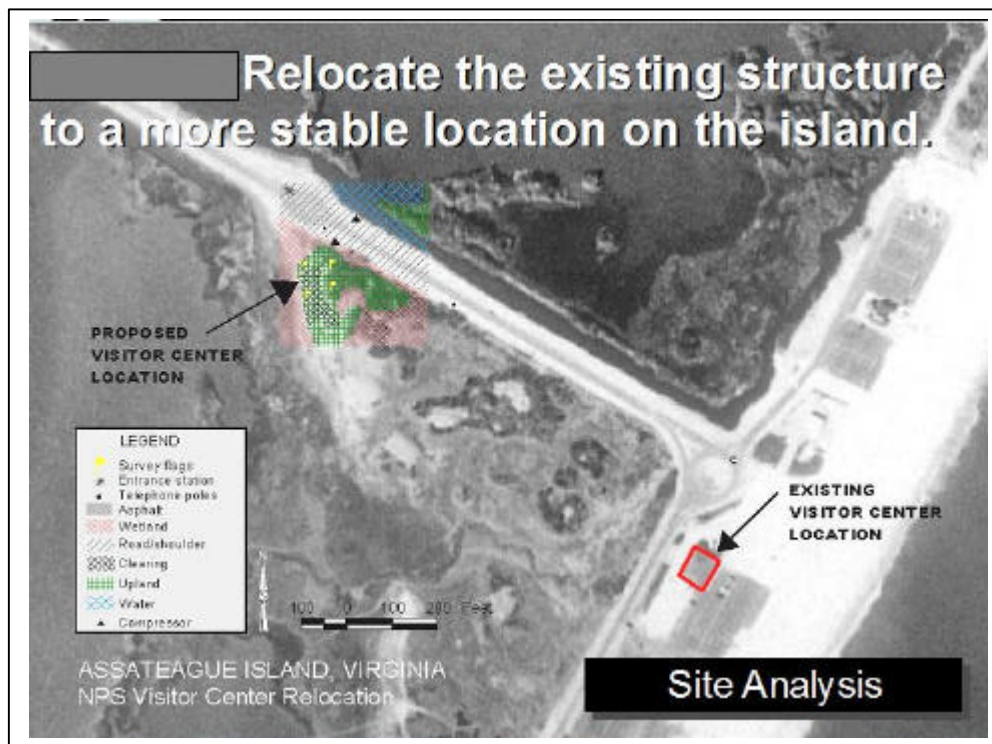 Relocate the existing structure
to a more stable location on the island.
PROPOSED
VISITOR CENTER
LOCATION
LEGEND
Survey flags
Entrance station
Telephone poles
Asphalt
Wetland
Road/shoulder
Clearing
Upland
Water
Compressor
100 0 100 200 Feet
EXISTING
VISITOR CENTER
LOCATION
ASSATEAGUE ISLAND, VIRGINIA
NPS Visitor Center Relocation
Site Analysis